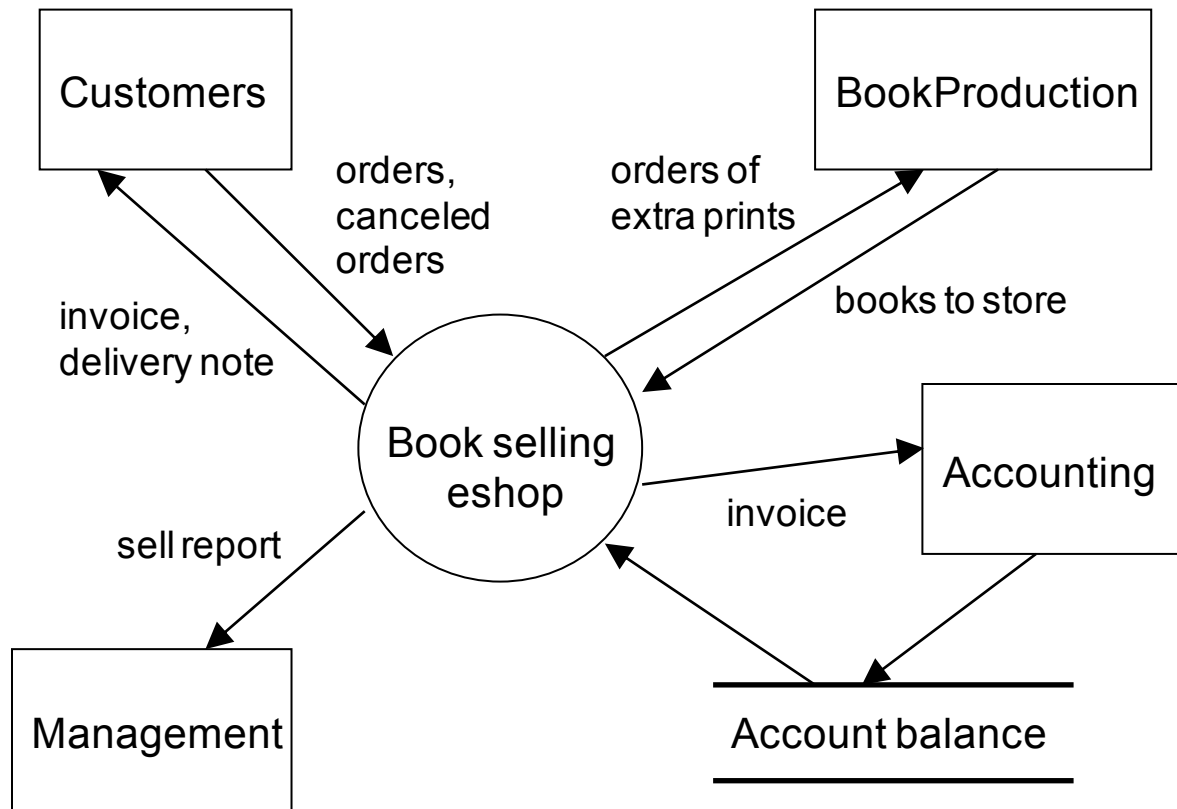 Customers
BookProduction
orders,
canceled
orders
orders of
extra prints
invoice,
delivery note
books to store
Book selling
eshop
Accounting
invoice
sell report
Management
Account balance